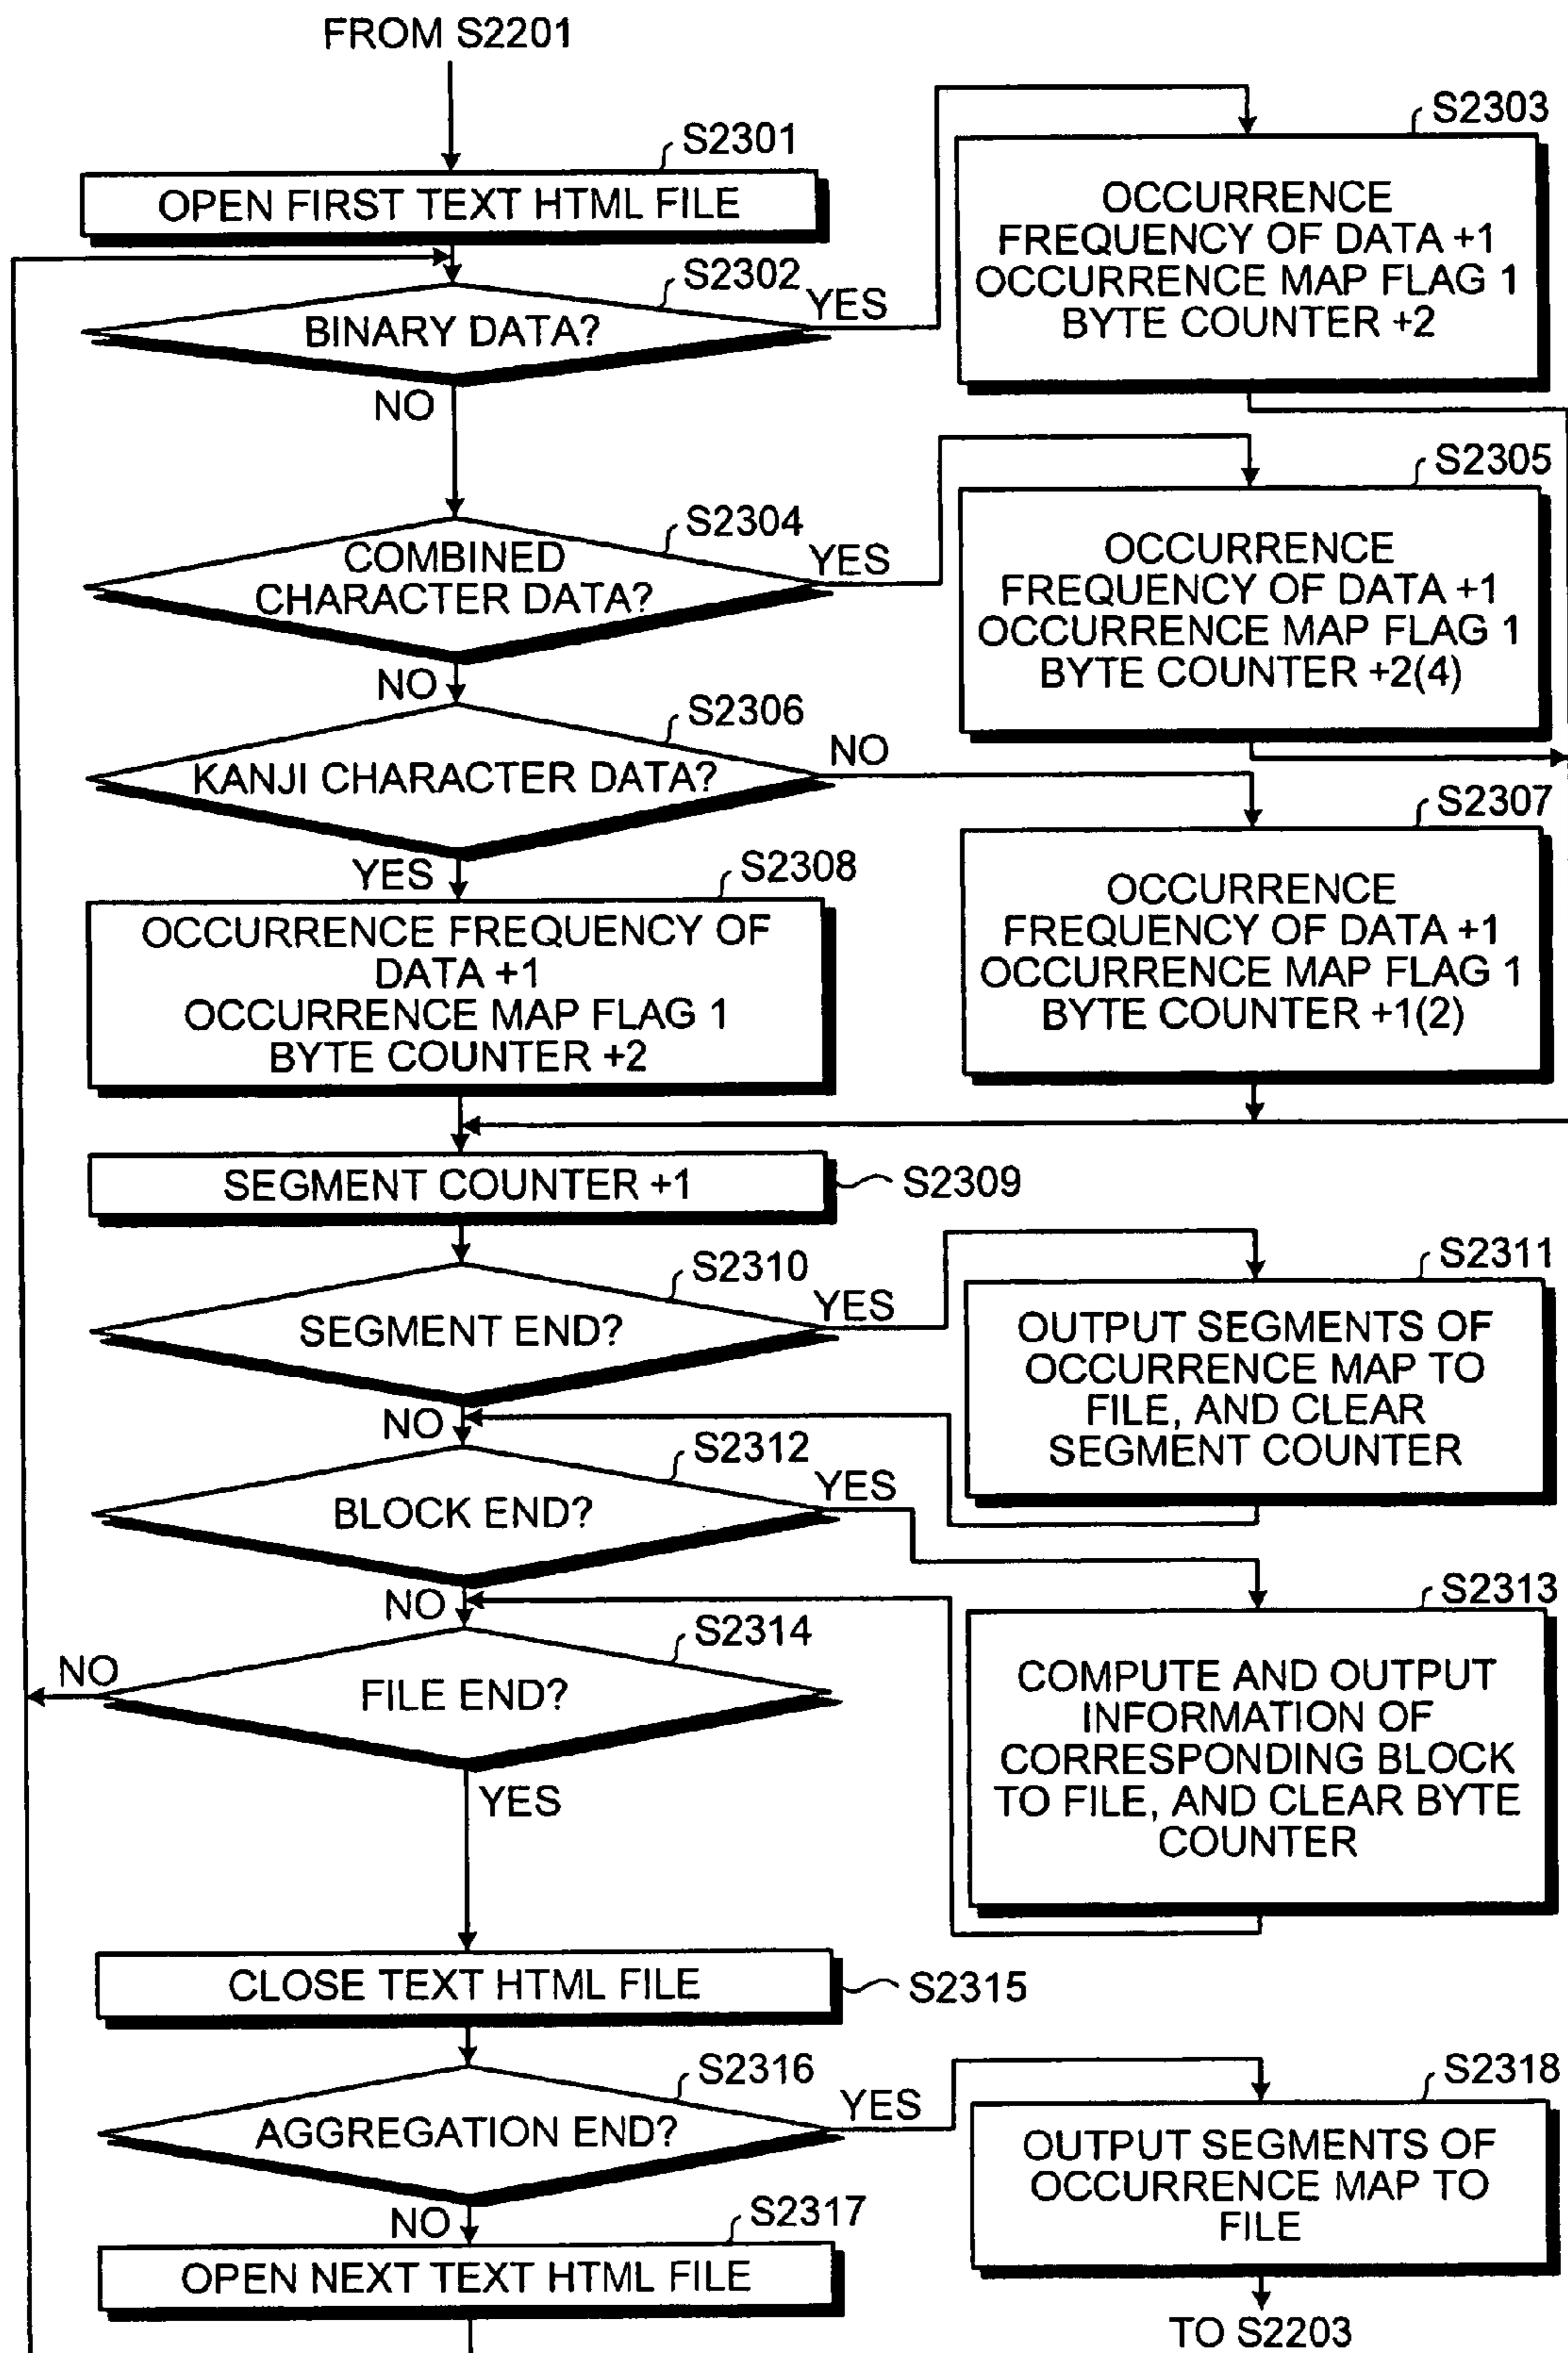 FROM S2201
S2301
OPEN FIRST TEXT HTML FILE
S2302
BINARY DATA?
YES
NO
S2303
OCCURRENCE
FREQUENCY OF DATA +1
OCCURRENCE MAP FLAG 1
BYTE COUNTER +2
S2304
COMBINED
CHARACTER DATA?
YES
NO
S2305
OCCURRENCE
FREQUENCY OF DATA +1
OCCURRENCE MAP FLAG 1
BYTE COUNTER +2(4)
S2306
KANJI CHARACTER DATA?
NO
YES
S2307
OCCURRENCE
FREQUENCY OF DATA +1
OCCURRENCE MAP FLAG 1
BYTE COUNTER +1(2)
S2308
OCCURRENCE FREQUENCY OF
DATA +1
OCCURRENCE MAP FLAG 1
BYTE COUNTER +2
SEGMENT COUNTER +1
S2309
S2310
SEGMENT END?
YES
NO
S2311
OUTPUT SEGMENTS OF
OCCURRENCE MAP TO
FILE, AND CLEAR
SEGMENT COUNTER
S2312
BLOCK END?
YES
NO
S2313
COMPUTE AND OUTPUT
INFORMATION OF
CORRESPONDING BLOCK
TO FILE, AND CLEAR BYTE
COUNTER
S2314
FILE END?
NO
YES
CLOSE TEXT HTML FILE
S2315
S2316
AGGREGATION END?
YES
NO
S2318
OUTPUT SEGMENTS OF
OCCURRENCE MAP TO
FILE
S2317
OPEN NEXT TEXT HTML FILE
TO S2203